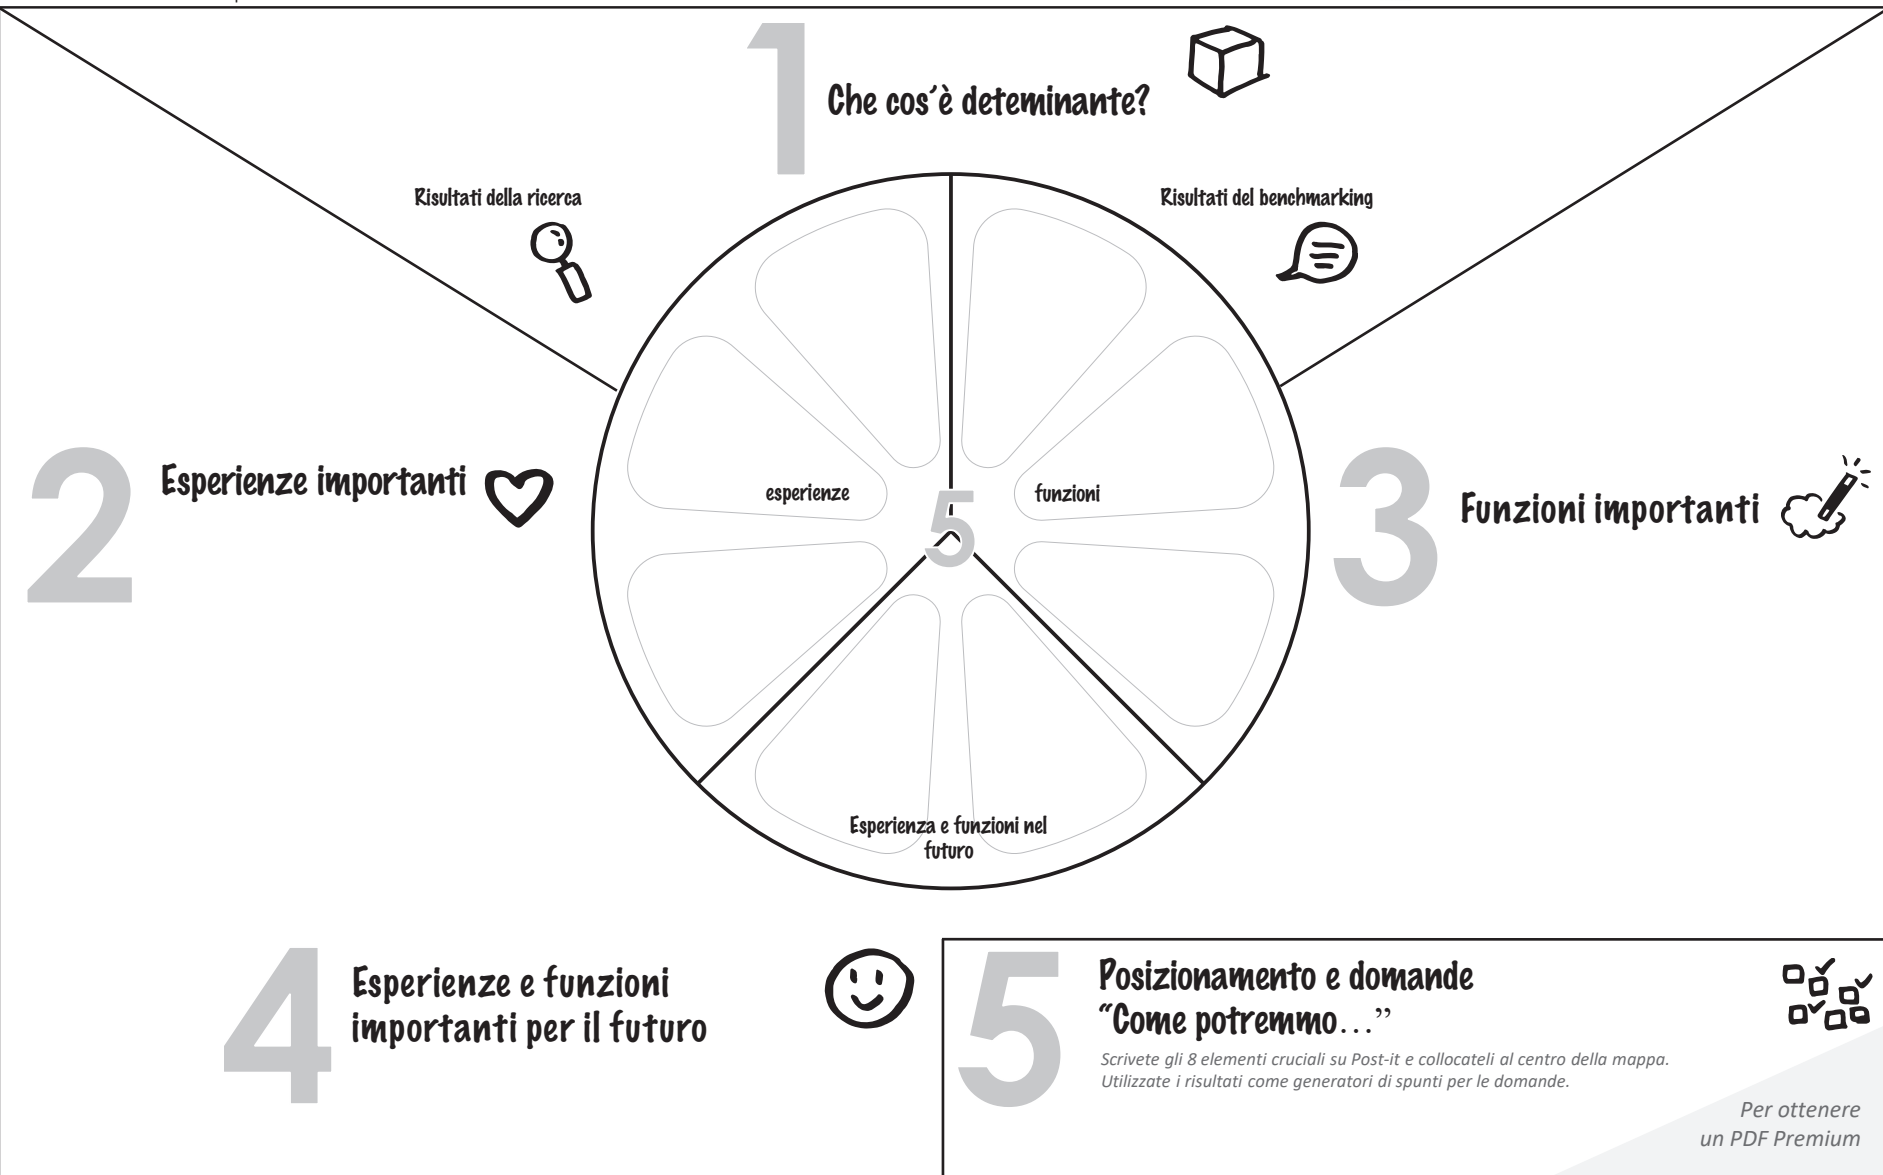 1
Che cos'è deteminante?
Risultati della ricerca
Risultati del benchmarking
2
Esperienze importanti
esperienze
5
funzioni
3
Funzioni importanti
Esperienza e funzioni nel
futuro
4
Esperienze e funzioni
importanti per il futuro
5
Posizionamento e domande
“Come potremmo…”
Scrivete gli 8 elementi cruciali su Post-it e collocateli al centro della mappa.
Utilizzate i risultati come generatori di spunti per le domande.
Per ottenere
un PDF Premium